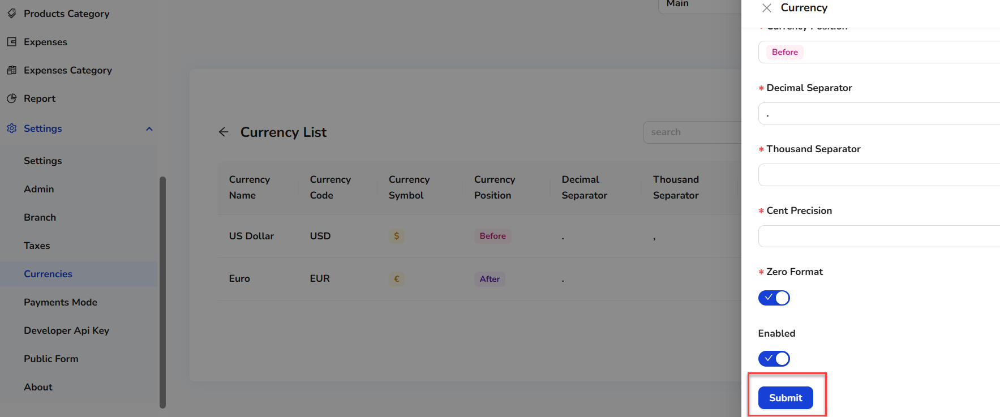 Products Category
Expenses
Expenses Category
Report
Settings
Settings
Admin
Branch
Taxes
Currencies
Payments Mode
Developer Api Key
Public Form
About
Main
Currency List
search
Currency Name
Currency Code
Currency Symbol
Currency Position
Decimal Separator
Thousand Separator
US Dollar USD $ Before . ,
Euro EUR € After .
Currency
* Currency Position
Before
* Decimal Separator
.
* Thousand Separator
* Cent Precision
* Zero Format
Enabled
Submit